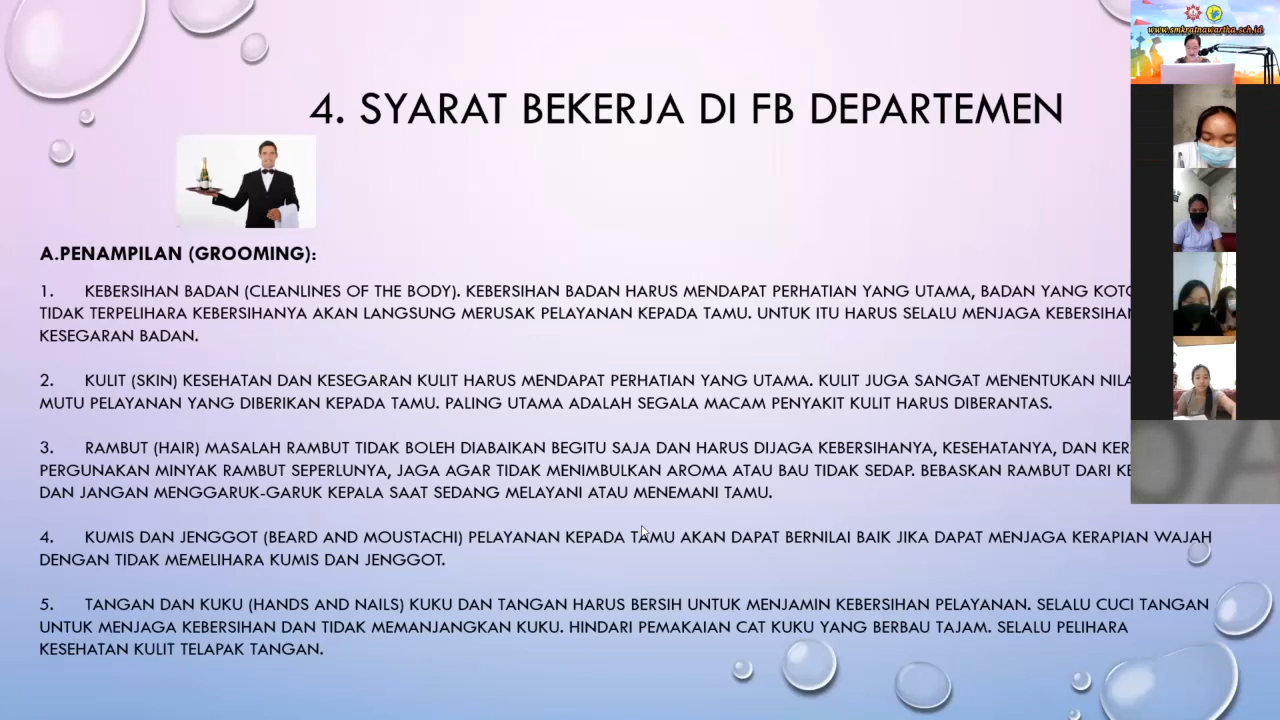 www.smkratnawartha.sch.id
4. SYARAT BEKERJA DI FB DEPARTEMEN
A.PENAMPILAN (GROOMING):
1. KEBERSIHAN BADAN (CLEANLINES OF THE BODY). KEBERSIHAN BADAN HARUS MENDAPAT PERHATIAN YANG UTAMA, BADAN YANG
TIDAK TERPELIHARA KEBERSIHANYA AKAN LANGSUNG MERUSAK PELAYANAN KEPADA TAMU. UNTUK ITU HARUS SELALU MENJAGA
KESEGARAN BADAN.
2. KULIT (SKIN) KESEHATAN DAN KESEGARAN KULIT HARUS MENDAPAT PERHATIAN YANG UTAMA. KULIT JUGA SANGAT MENENTUKAN
MUTU PELAYANAN YANG DIBERIKAN KEPADA TAMU. PALING UTAMA ADALAH SEGALA MACAM PENYAKIT KULIT HARUS DIBERANTAS.
3. RAMBUT (HAIR) MASALAH RAMBUT TIDAK BOLEH DIABAIKAN BEGITU SAJA DAN HARUS DIJAGA KEBERSIHANYA, KESEHATANYA, DAN
PERGUNAKAN MINYAK RAMBUT SEPERLUNYA, JAGA AGAR TIDAK MENIMBULKAN AROMA ATAU BAU TIDAK SEDAP. BEBASKAN RAMBUT DARI
DAN JANGAN MENGGARUK-GARUK KEPALA SAAT SEDANG MELAYANI ATAU MENEMANI TAMU.
4. KUMIS DAN JENGGOT (BEARD AND MOUSTACHI) PELAYANAN KEPADA TAMU AKAN DAPAT BERNILAI BAIK JIKA DAPAT MENJAGA KERAPIAN WAJAH
DENGAN TIDAK MEMELIHARA KUMIS DAN JENGGOT.
5. TANGAN DAN KUKU (HANDS AND NAILS) KUKU DAN TANGAN HARUS BERSIH UNTUK MENJAMIN KEBERSIHAN PELAYANAN. SELALU CUCI TANGAN
UNTUK MENJAGA KEBERSIHAN DAN TIDAK MEMANJANGKAN KUKU. HINDARI PEMAKAIAN CAT KUKU YANG BERBAU TAJAM. SELALU PELIHARA
KESEHATAN KULIT TELAPAK TANGAN.